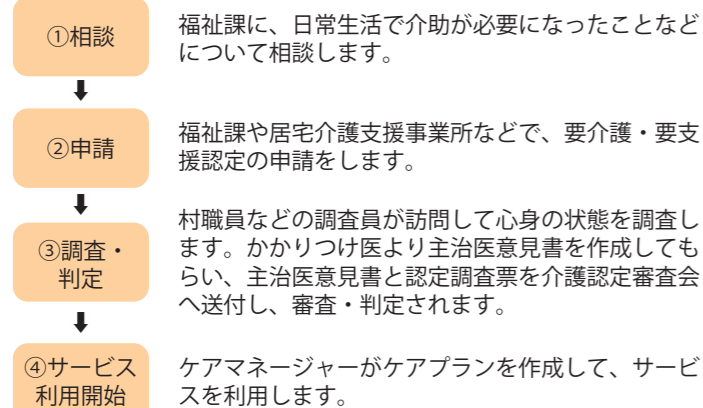 ①相談
福祉課に、日常生活で介助が必要になったことなど
について相談します。
②申請
福祉課や居宅介護支援事業所などで、要介護・要支
援認定の申請をします。
③調査・
判定
村職員などの調査員が訪問して心身の状態を調査し
ます。かかりつけ医より主治医意見書を作成しても
らい、主治医意見書と認定調査票を介護認定審査会
へ送付し、審査・判定されます。
④サービス
利用開始
ケアマネージャーがケアプランを作成して、サービ
スを利用します。